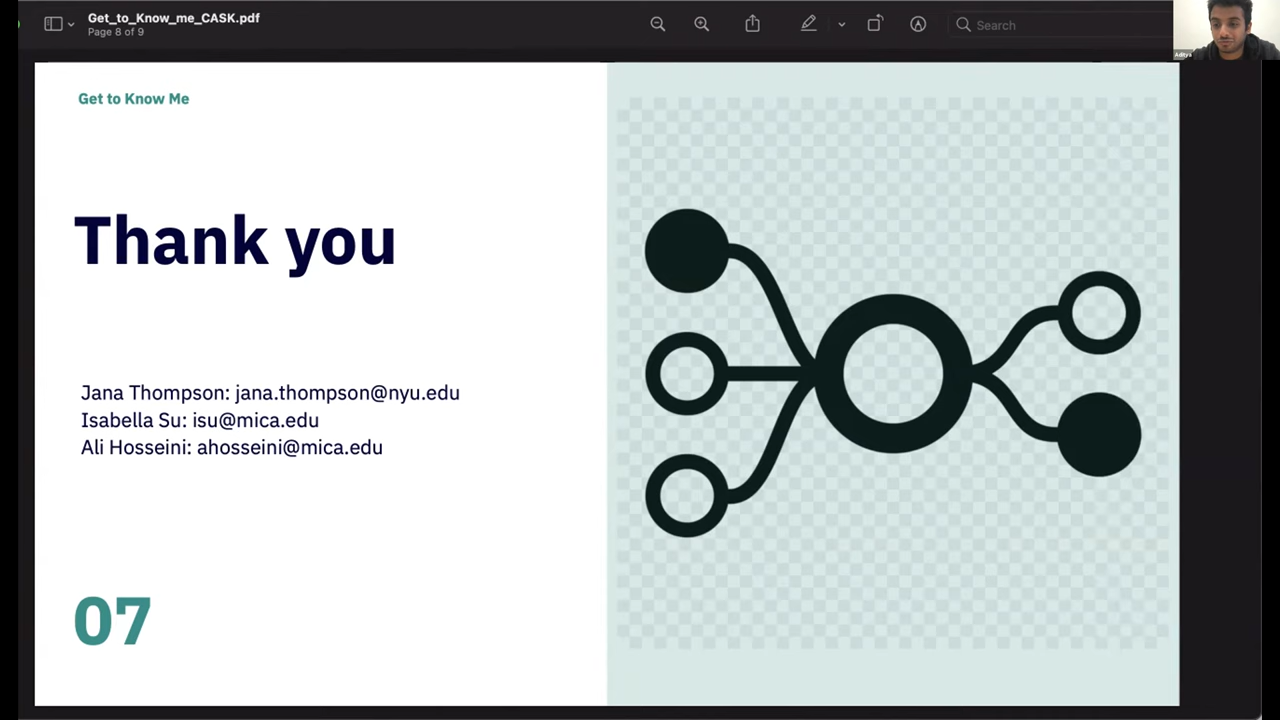 Get_to_Know_me_CASK.pdf
Page 8 of 9
Search
Aditya
Get to Know Me
Thank you
Jana Thompson: jana.thompson@nyu.edu
Isabella Su: isu@mica.edu
Ali Hosseini: ahosseini@mica.edu
07